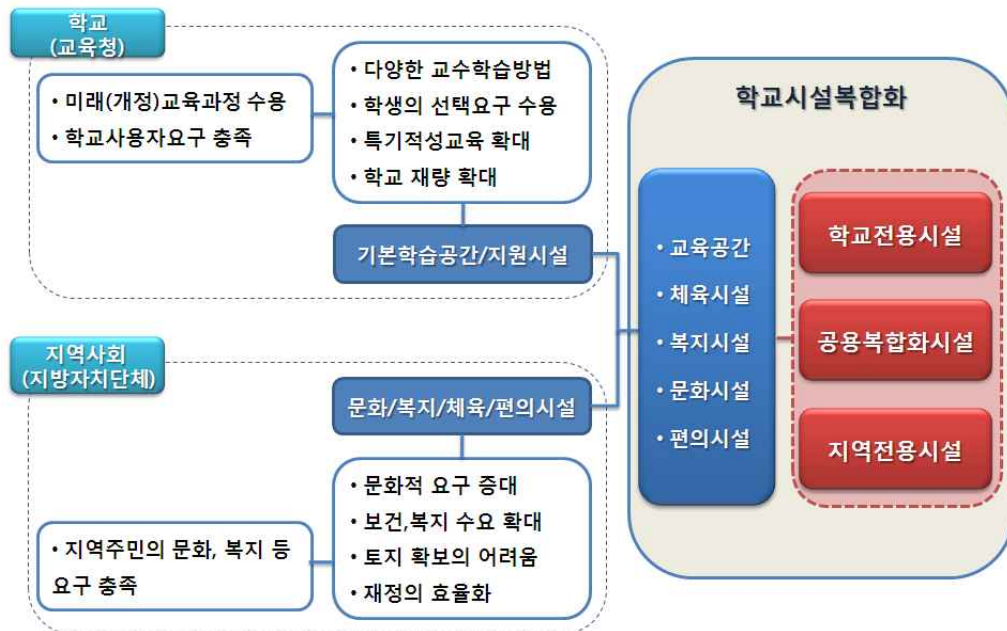 학교
(교육청)
• 미래(개정)교육과정 수용
• 학교사용자요구 충족
• 다양한 교수학습방법
• 학생의 선택요구 수용
• 특기적성교육 확대
• 학교 재량 확대
기본학습공간/지원시설
지역사회
(지방자치단체)
문화/복지/체육/편의시설
• 지역주민의 문화, 복지 등
요구 충족
• 문화적 요구 증대
• 보건,복지 수요 확대
• 토지 확보의 어려움
• 재정의 효율화
학교시설복합화
• 교육공간
• 체육시설
• 복지시설
• 문화시설
• 편의시설
학교전용시설
공용복합화시설
지역전용시설